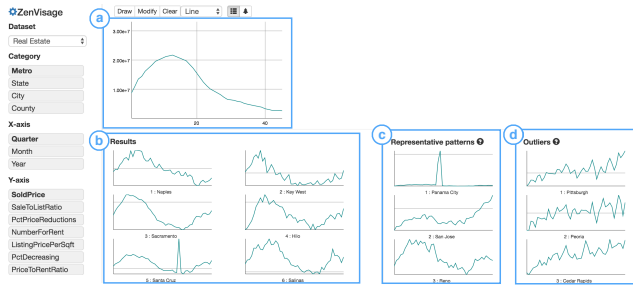 ZenVisage
Dataset
Real Estate
Category
Metro
State
City
County
X-axis
Quarter
Month
Year
Y-axis
SoldPrice
SaleToListRatio
PctPriceReductions
NumberForRent
ListingPricePerSqft
PctDecreasing
PriceToRentRatio
Draw Modify Clear Line
a
3.00e+7
2.00e+7
1.00e+7
20 40
b Results
1 : Naples 2 : Key West
3 : Sacramento 4 : Hilo
5 : Santa Cruz 6 : Salinas
c Representative patterns ?
1 : Panama City
2 : San Jose
3 : Reno
d Outliers ?
1 : Pittsburgh
2 : Peoria
3 : Cedar Rapids